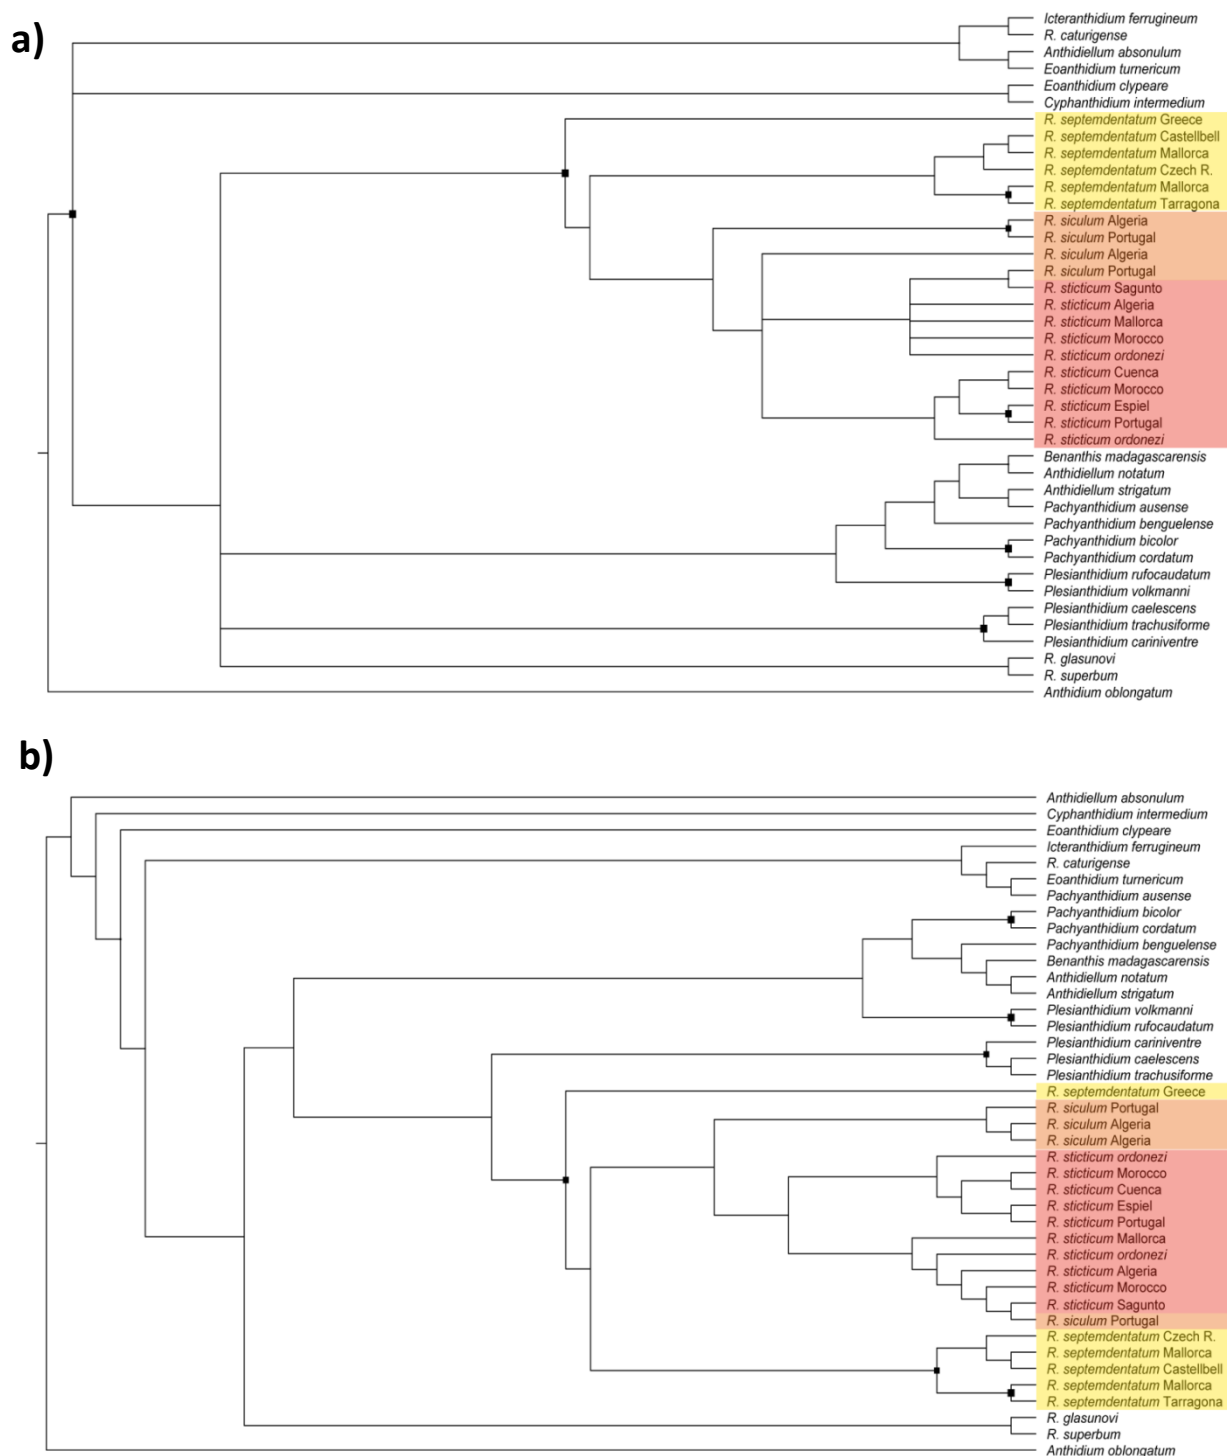 a)
Icteranthidium ferrugineum
R. caturigense
Anthidiellum absonulum
Eoanthidium turnericum
Eoanthidium clypeare
Cyphanthidium intermedium
R. septemdentatum Greece
R. septemdentatum Castellbell
R. septemdentatum Mallorca
R. septemdentatum Czech R.
R. septemdentatum Mallorca
R. septemdentatum Tarragona
R. siculum Algeria
R. siculum Portugal
R. siculum Algeria
R. siculum Portugal
R. sticticum Sagunto
R. sticticum Algeria
R. sticticum Mallorca
R. sticticum Morocco
R. sticticum ordonezi
R. sticticum Cuenca
R. sticticum Morocco
R. sticticum Espiel
R. sticticum Portugal
R. sticticum ordonezi
Benanthis madagascarensis
Anthidiellum notatum
Anthidiellum strigatum
Pachyanthidium ausense
Pachyanthidium benguelense
Pachyanthidium bicolor
Pachyanthidium cordatum
Plesianthidium rufocaudatum
Plesianthidium volkmanni
Plesianthidium caelescens
Plesianthidium trachusiforme
Plesianthidium cariniventre
R. glasunovi
R. superbum
Anthidium oblongatum
b)
Anthidiellum absonulum
Cyphanthidium intermedium
Eoanthidium clypeare
Icteranthidium ferrugineum
R. caturigense
Eoanthidium turnericum
Pachyanthidium ausense
Pachyanthidium bicolor
Pachyanthidium cordatum
Pachyanthidium benguelense
Benanthis madagascarensis
Anthidiellum notatum
Anthidiellum strigatum
Plesianthidium volkmanni
Plesianthidium rufocaudatum
Plesianthidium cariniventre
Plesianthidium caelescens
Plesianthidium trachusiforme
R. septemdentatum Greece
R. siculum Portugal
R. siculum Algeria
R. siculum Algeria
R. sticticum ordonezi
R. sticticum Morocco
R. sticticum Cuenca
R. sticticum Espiel
R. sticticum Portugal
R. sticticum Mallorca
R. sticticum ordonezi
R. sticticum Algeria
R. sticticum Morocco
R. sticticum Sagunto
R. siculum Portugal
R. septemdentatum Czech R.
R. septemdentatum Mallorca
R. septemdentatum Castellbell
R. septemdentatum Mallorca
R. septemdentatum Tarragona
R. glasunovi
R. superbum
Anthidium oblongatum